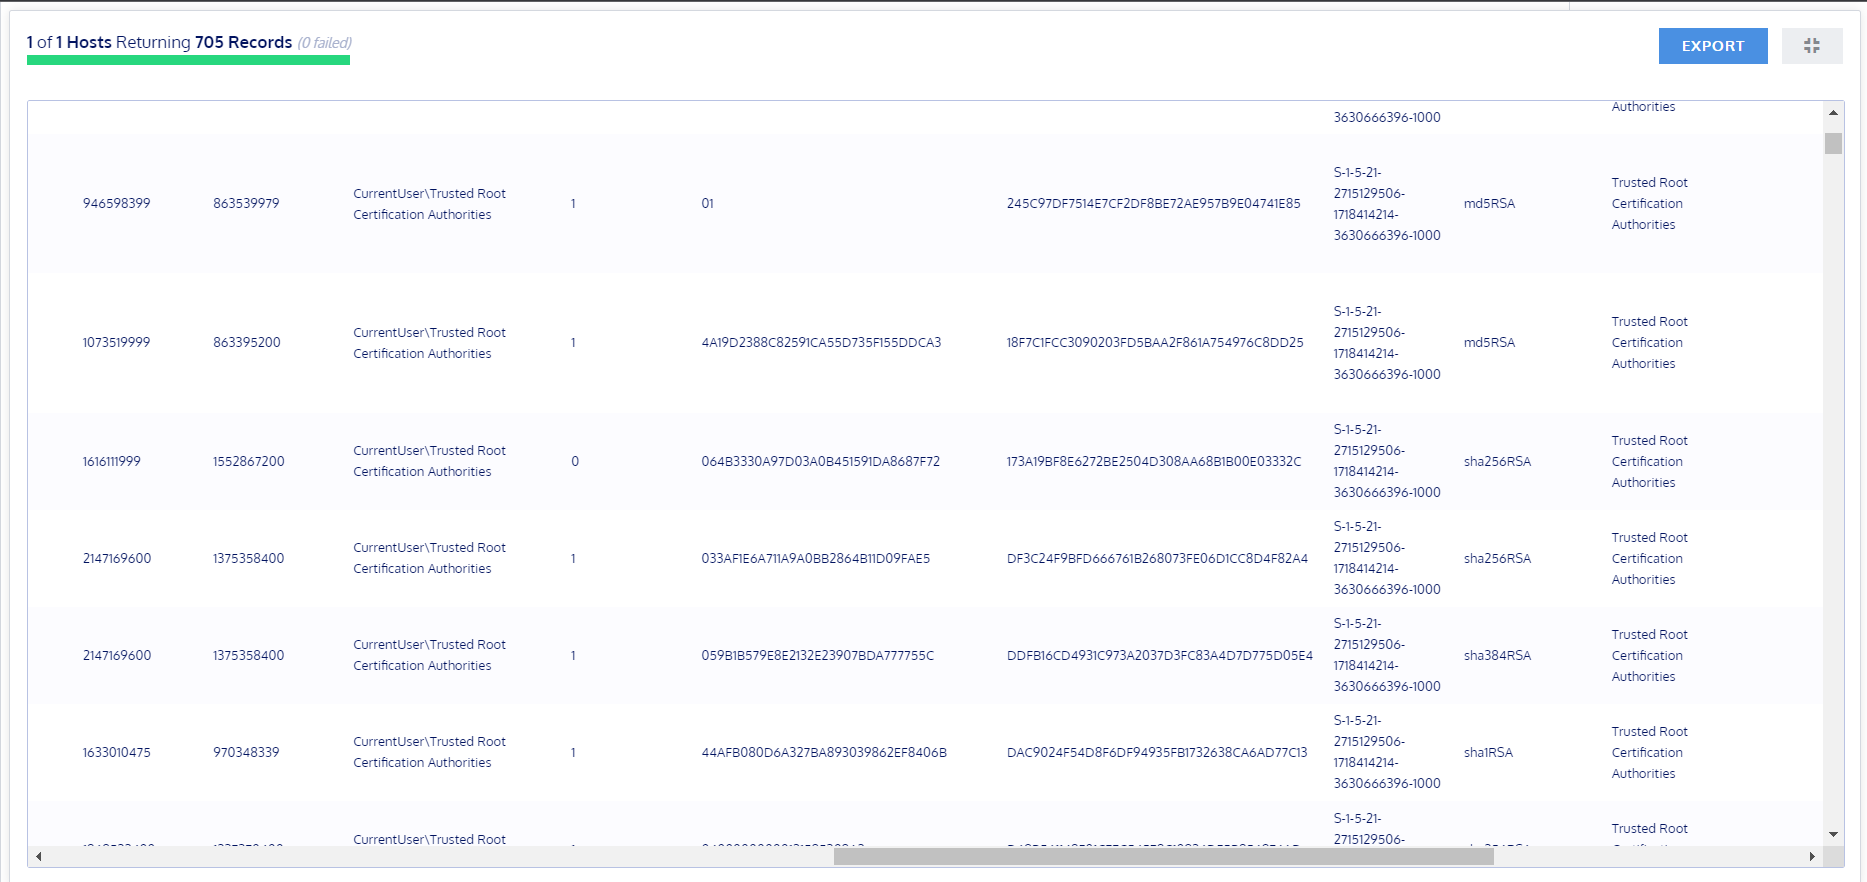 1 of 1 Hosts Returning 705 Records (0 failed)
EXPORT
3630666396-1000
Authorities
946598399
863539979
CurrentUser\Trusted Root
Certification Authorities
1
01
245C97DF7514E7CF2DF8BE72AE957B9E04741E85
S-1-5-21-
2715129506-
1718414214-
3630666396-1000
md5RSA
Trusted Root
Certification
Authorities
1073519999
863395200
CurrentUser\Trusted Root
Certification Authorities
1
4A19D2388C82591CA55D735F155DDCA3
18F7C1FCC3090203FD5BAA2F861A754976C8DD25
S-1-5-21-
2715129506-
1718414214-
3630666396-1000
md5RSA
Trusted Root
Certification
Authorities
1616111999
1552867200
CurrentUser\Trusted Root
Certification Authorities
0
064B3330A97D03A0B451591DA8687F72
173A19BF8E6272BE2504D308AA68B1B00E03332C
S-1-5-21-
2715129506-
1718414214-
3630666396-1000
sha256RSA
Trusted Root
Certification
Authorities
2147169600
1375358400
CurrentUser\Trusted Root
Certification Authorities
1
033AF1E6A711A9A0BB2864B11D09FAE5
DF3C24F9BFD666761B268073FE06D1CC8D4F82A4
S-1-5-21-
2715129506-
1718414214-
3630666396-1000
sha256RSA
Trusted Root
Certification
Authorities
2147169600
1375358400
CurrentUser\Trusted Root
Certification Authorities
1
059B1B579E8E2132E23907BDA777755C
DDFB16CD4931C973A2037D3FC83A4D7D775D05E4
S-1-5-21-
2715129506-
1718414214-
3630666396-1000
sha384RSA
Trusted Root
Certification
Authorities
1633010475
970348339
CurrentUser\Trusted Root
Certification Authorities
1
44AFB080D6A327BA893039862EF8406B
DAC9024F54D8F6DF94935FB1732638CA6AD77C13
S-1-5-21-
2715129506-
1718414214-
3630666396-1000
sha1RSA
Trusted Root
Certification
Authorities
CurrentUser\Trusted Root
S-1-5-21-
2715129506-
Trusted Root